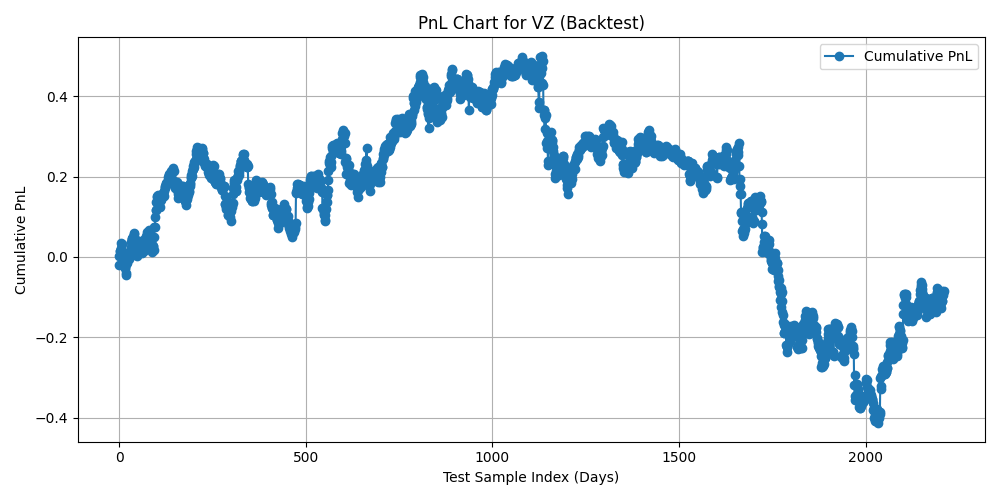 PnL Chart for VZ (Backtest)
Cumulative PnL
Cumulative PnL
0.4
0.2
0.0
−0.2
−0.4
0 500 1000 1500 2000
Test Sample Index (Days)